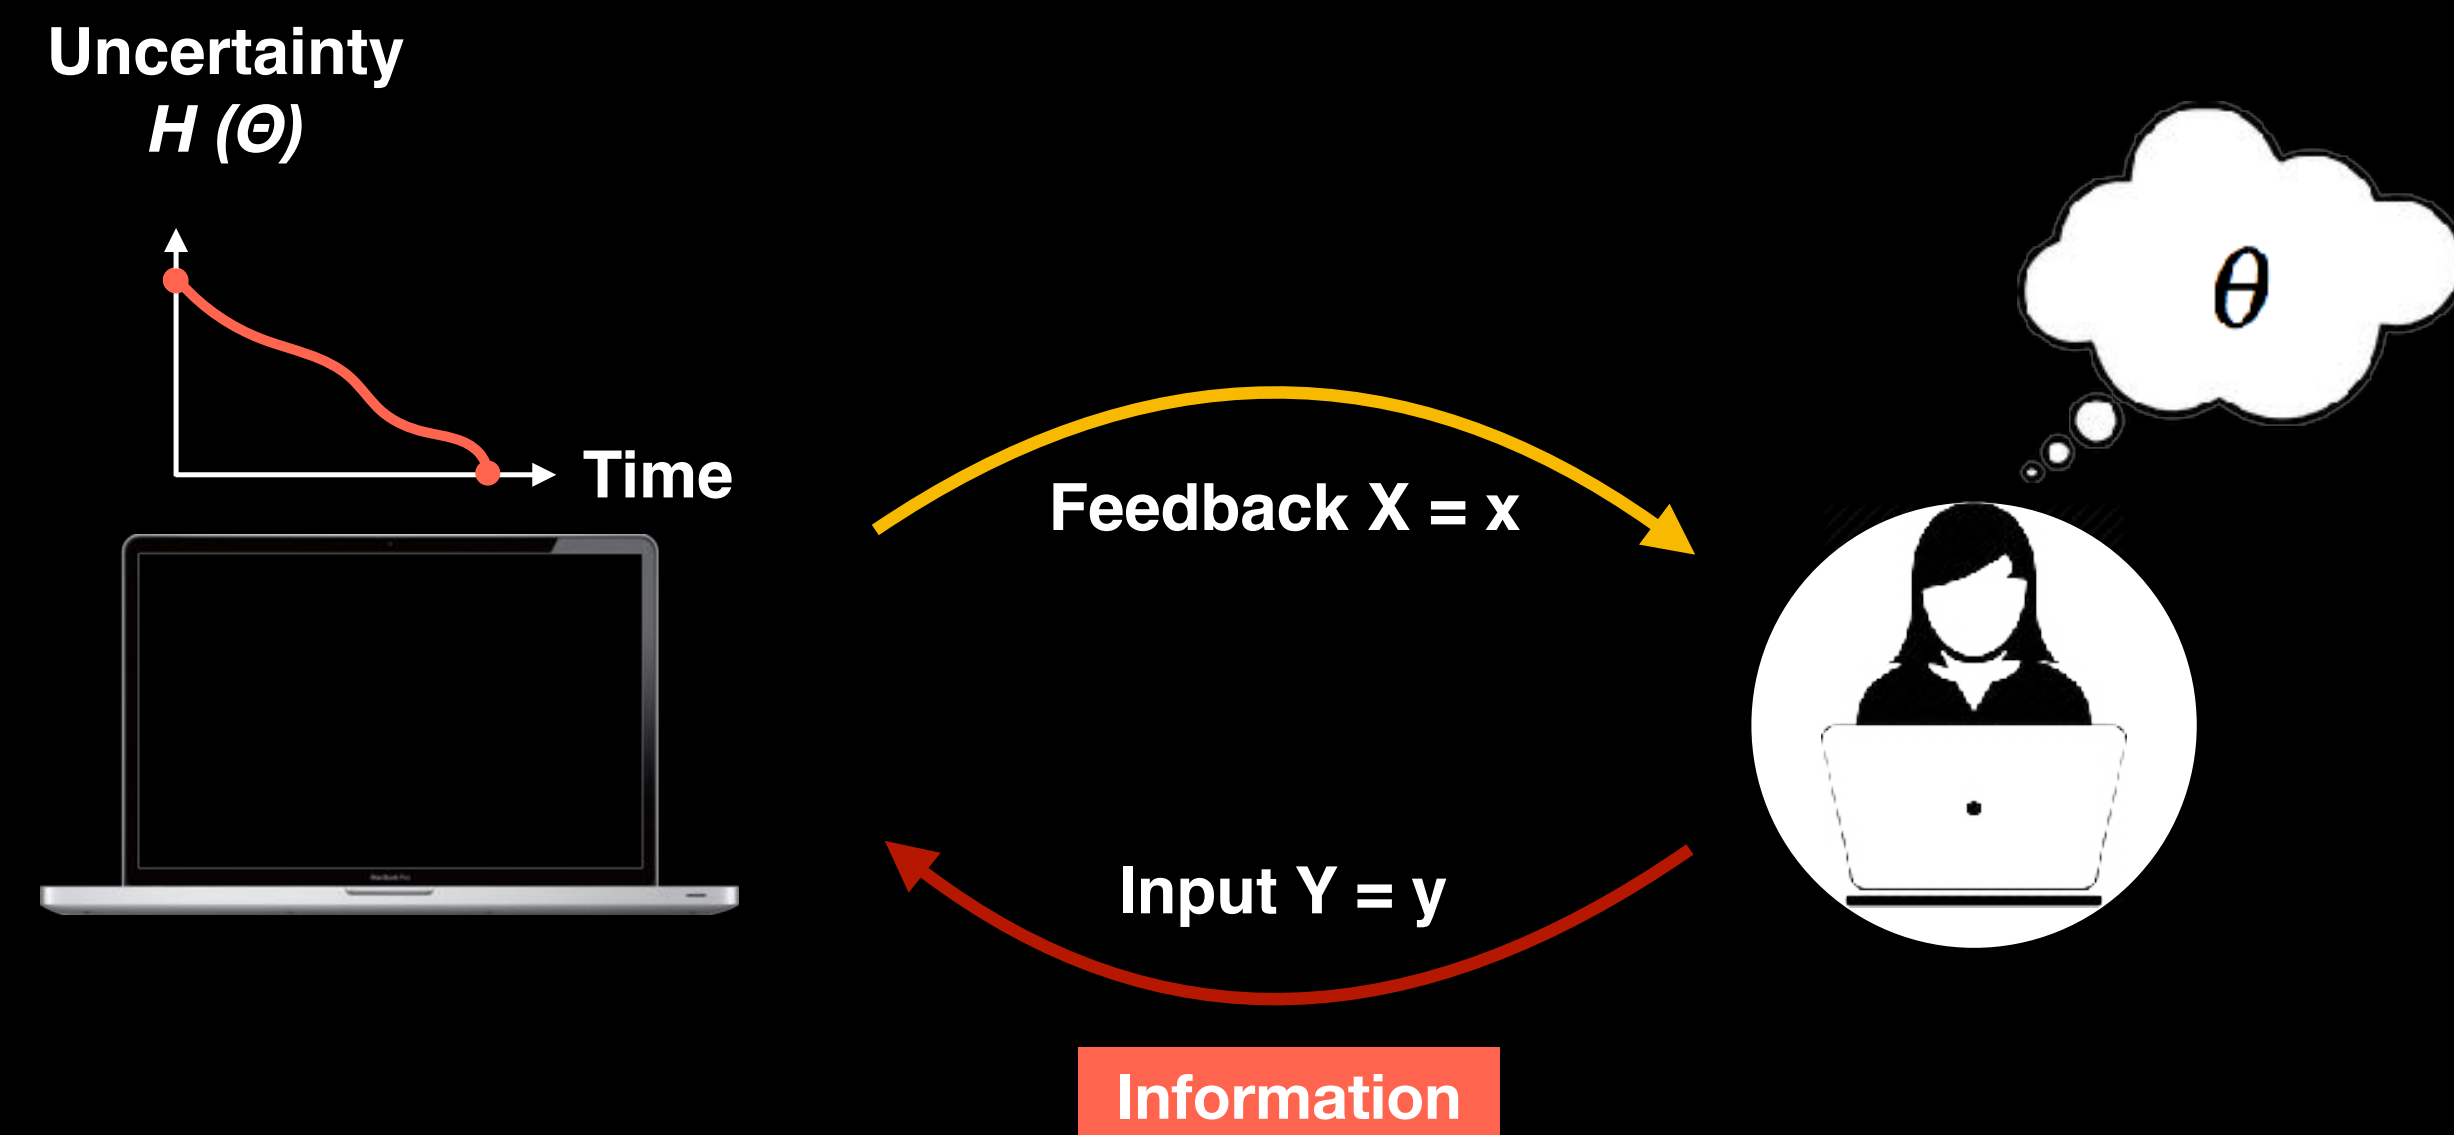 Uncertainty
H (Θ)
θ
Time
Feedback X = x
Input Y = y
Information